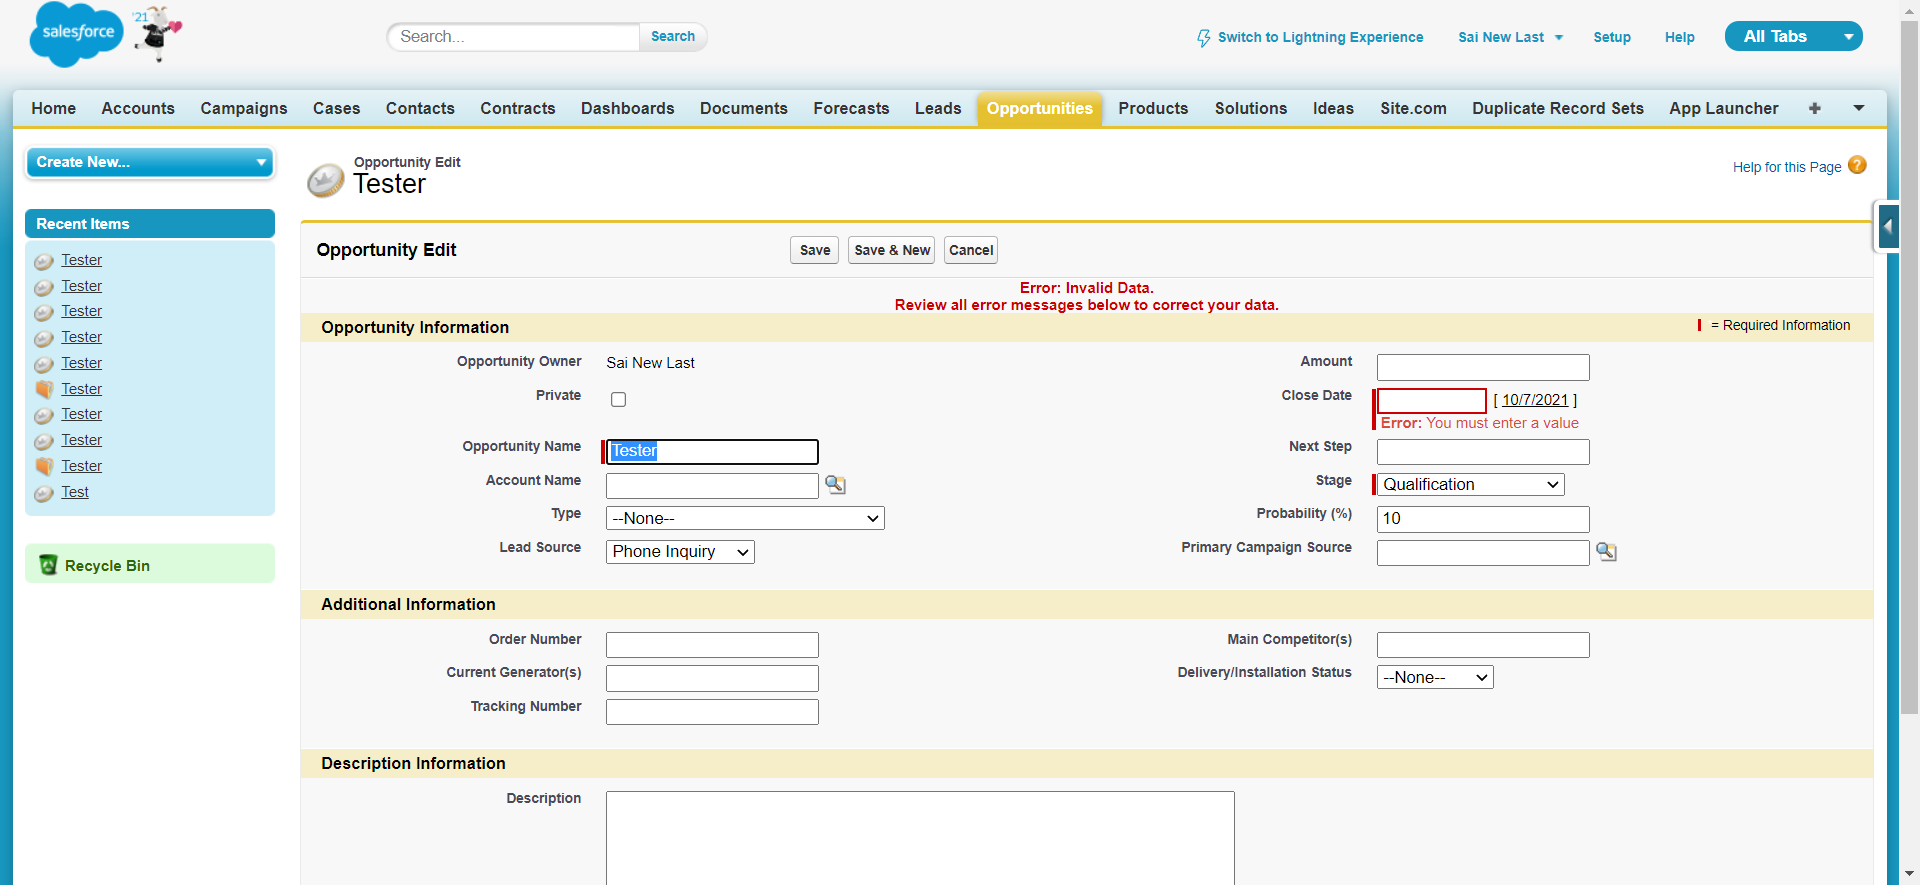 salesforce
'21
Search...
Search
Switch to Lightning Experience
Sai New Last
Setup
Help
All Tabs
Home Accounts Campaigns Cases Contacts Contracts Dashboards Documents Forecasts Leads Opportunities Products Solutions Ideas Site.com Duplicate Record Sets App Launcher +
Create New...
Recent Items
Tester
Tester
Tester
Tester
Tester
Tester
Tester
Tester
Tester
Test
Recycle Bin
Opportunity Edit
Tester
Help for this Page ?
Opportunity Edit
Save
Save & New
Cancel
Error: Invalid Data.
Review all error messages below to correct your data.
Opportunity Information
= Required Information
Opportunity Owner Sai New Last
Amount
Private
Close Date [ 10/7/2021 ]
Error: You must enter a value
Opportunity Name Tester
Next Step
Account Name
Stage Qualification
Type --None--
Probability (%) 10
Lead Source Phone Inquiry
Primary Campaign Source
Additional Information
Order Number
Main Competitor(s)
Current Generator(s)
Delivery/Installation Status --None--
Tracking Number
Description Information
Description